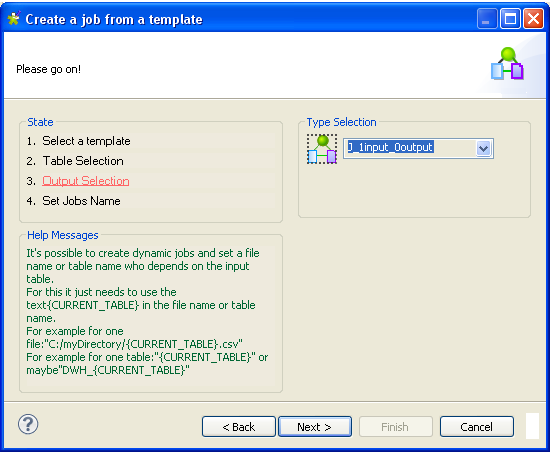 Create a job from a template
Please go on!
State
1. Select a template
2. Table Selection
3. Output Selection
4. Set Jobs Name
Type Selection
J_1input_0output
Help Messages
It's possible to create dynamic jobs and set a file
name or table name who depends on the input
table.
For this it just needs to use the
text{CURRENT_TABLE} in the file name or table
name.
For example for one
file:"C:/myDirectory/{CURRENT_TABLE}.csv"
For example for one table:"{CURRENT_TABLE}" or
maybe"DWH_{CURRENT_TABLE}"
?
< Back
Next >
Finish
Cancel